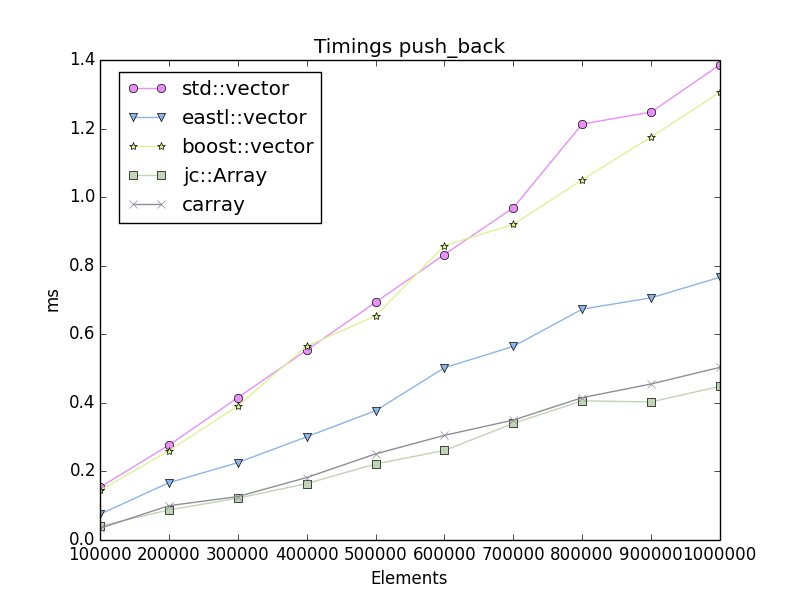 Timings push_back
1.4
1.2
1.0
0.8
0.6
0.4
0.2
0.0
ms
std::vector
eastl::vector
boost::vector
jc::Array
carray
100000 200000 300000 400000 500000 600000 700000 800000 900000 1000000
Elements